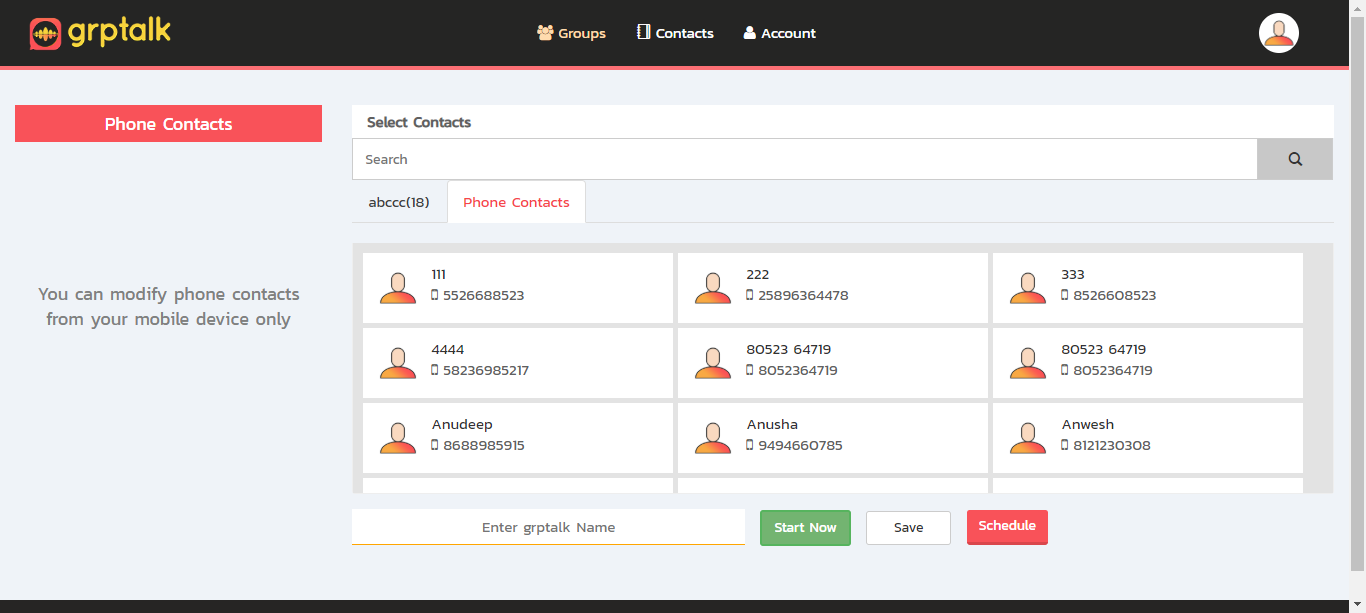 grptalk
Groups Contacts Account
Phone Contacts
You can modify phone contacts
from your mobile device only
Select Contacts
Search
abccc(18) Phone Contacts
111 222 333
5526688523 25896364478 8526608523
4444 80523 64719 80523 64719
58236985217 8052364719 8052364719
Anudeep Anusha Anwesh
8688985915 9494660785 8121230308
Enter grptalk Name Start Now Save Schedule